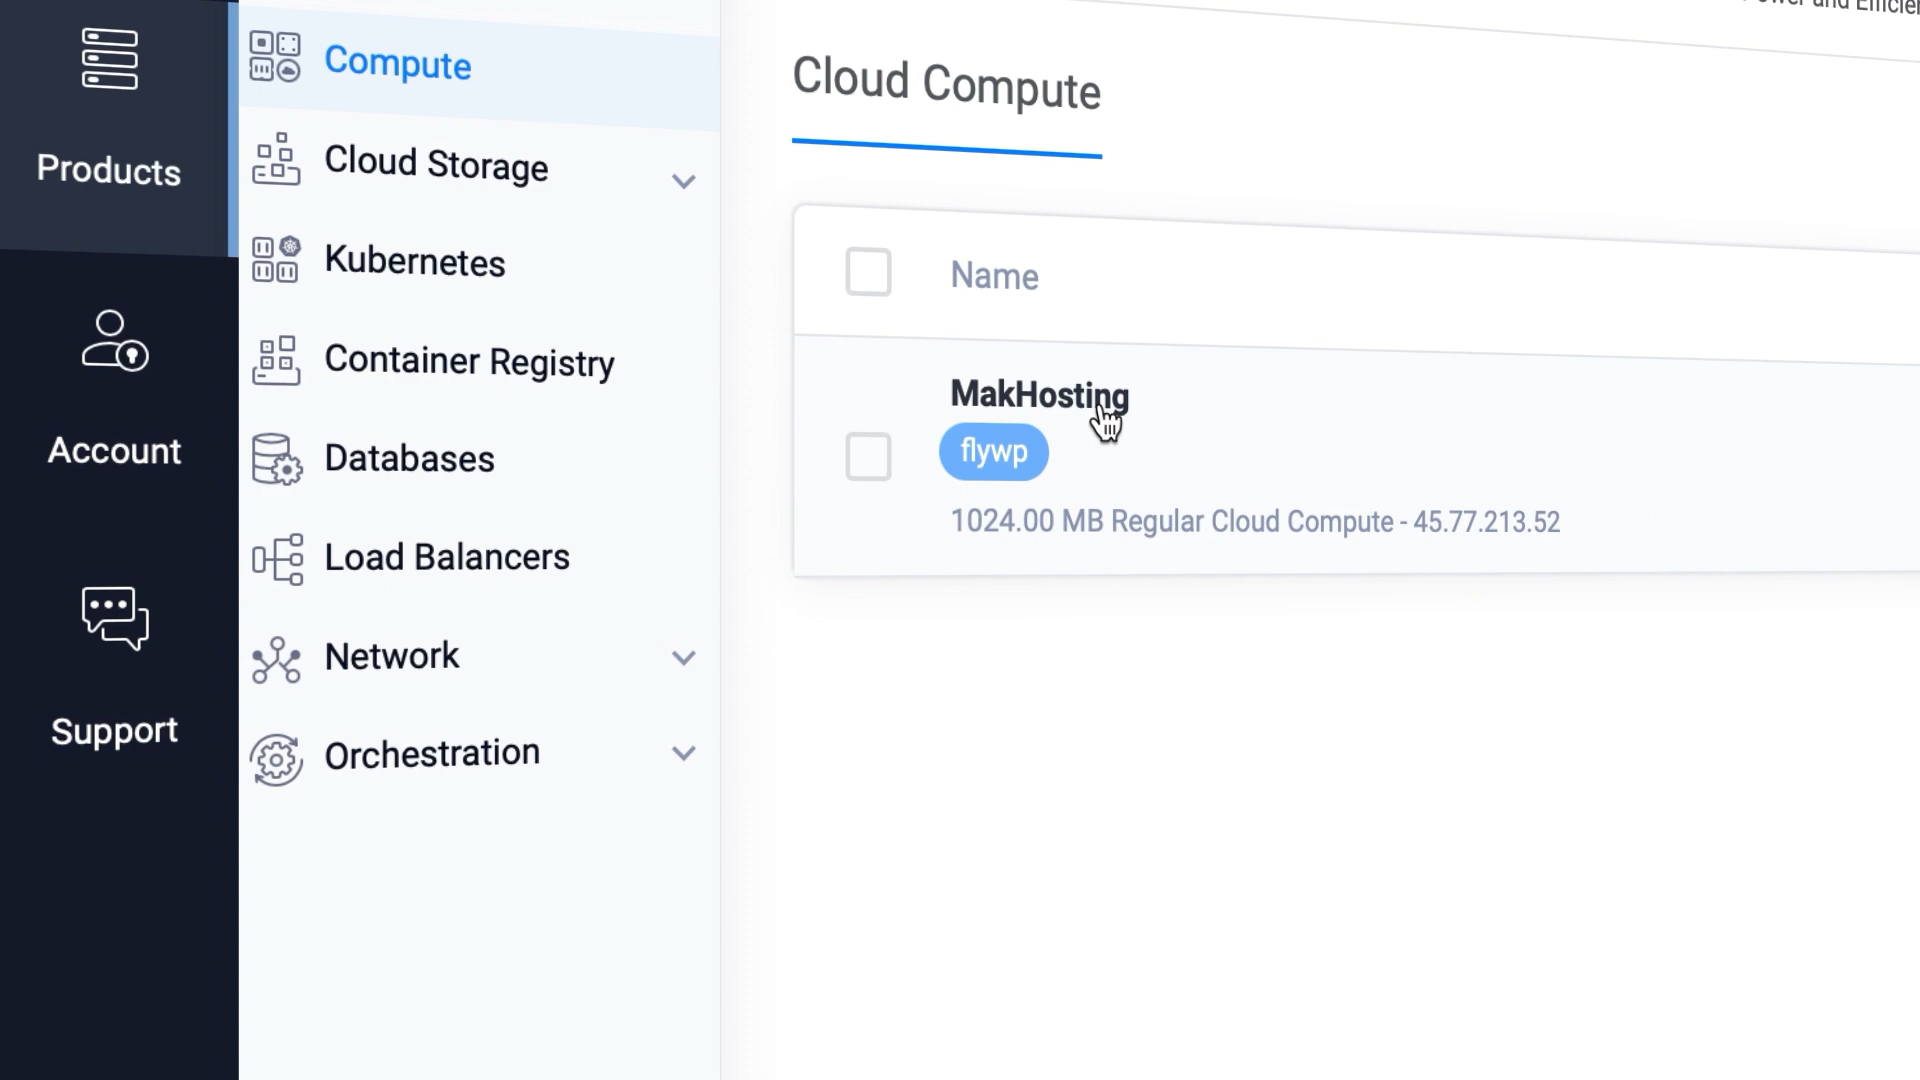 Products
Account
Support
Compute
Cloud Storage
Kubernetes
Container Registry
Databases
Load Balancers
Network
Orchestration
and
Cloud Compute
Name
MakHosting
flywp
1024.00 MB Regular Cloud Compute - 45.77.213.52